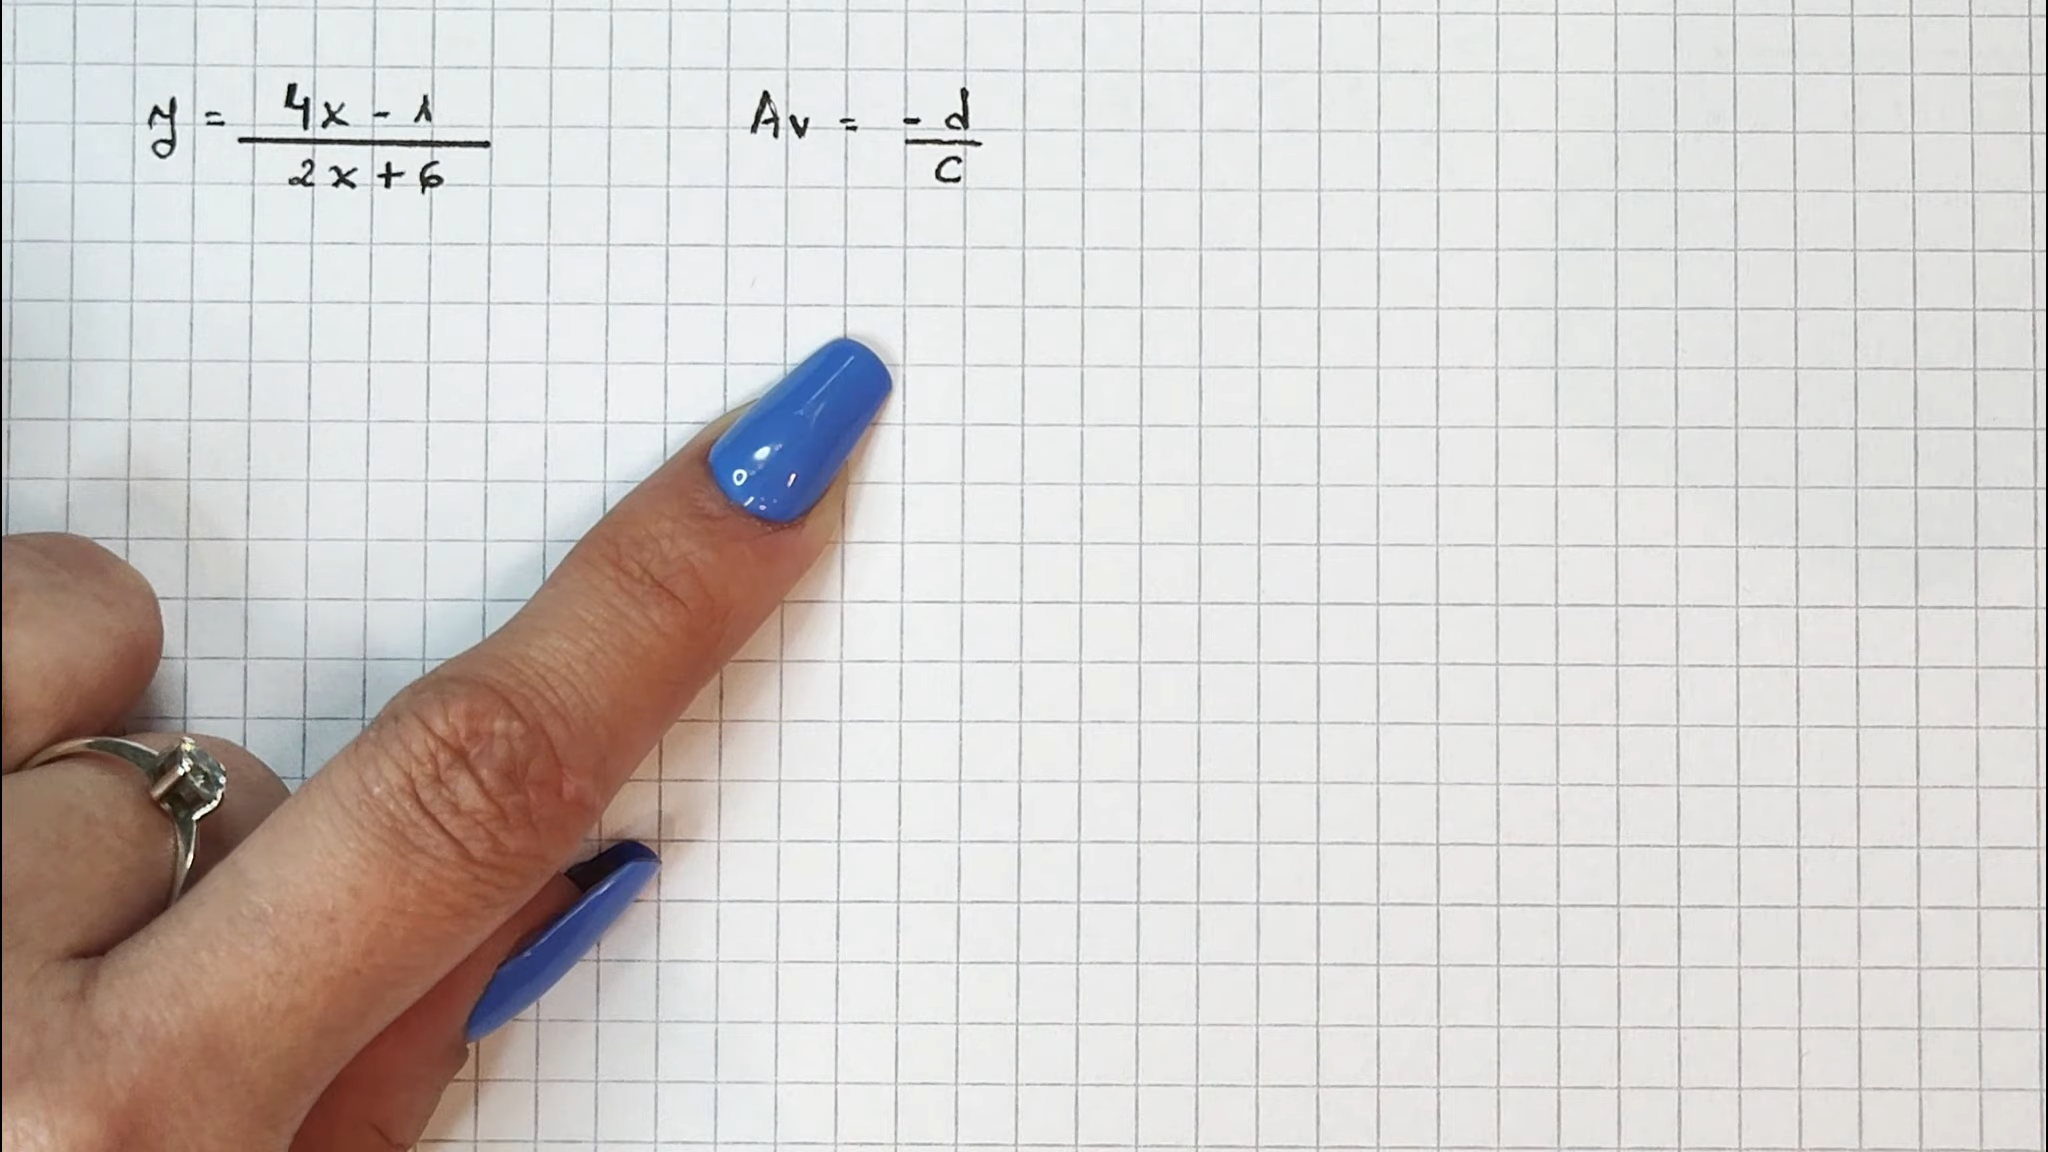 y = 4x - 1 / 2x + 6
Av = - d / c